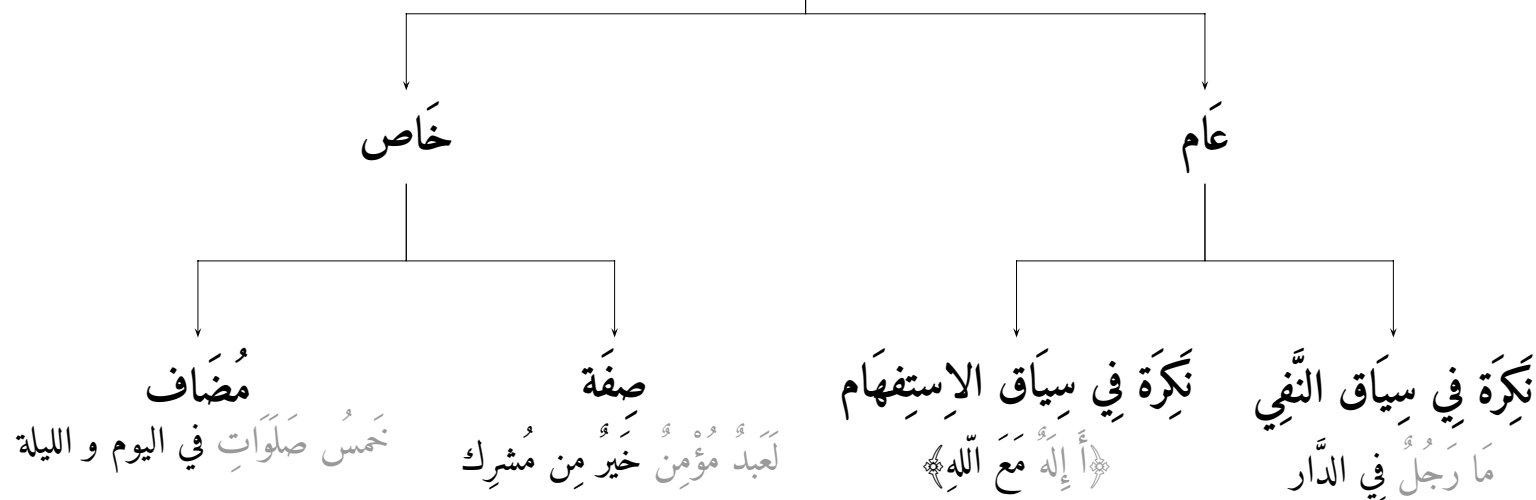 عَام
خَاص
نَكِرَة فِي سِيَاق النَّفِي
مَا رَجُلٌ فِي الدَّار
نَكِرَة فِي سِيَاق الاِستِفهَام
﴿أَ إِلَهٌ مَعَ اللّهِ﴾
صِفَة
لَعَبدٌ مُؤْمِنٌ خَيرٌ مِن مُشرِك
مُضَاف
خَمسُ صَلَوَاتِ في اليوم و الليلة